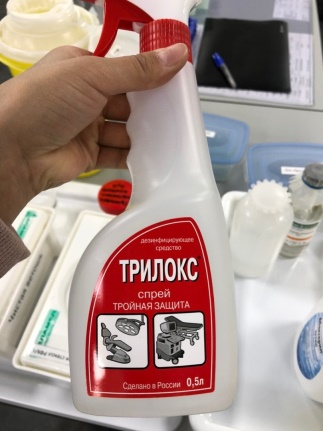 дезинфицирующее
средство
ТРИЛОКС®
спрей
ТРОЙНАЯ ЗАЩИТА
Сделано в России 0,5л